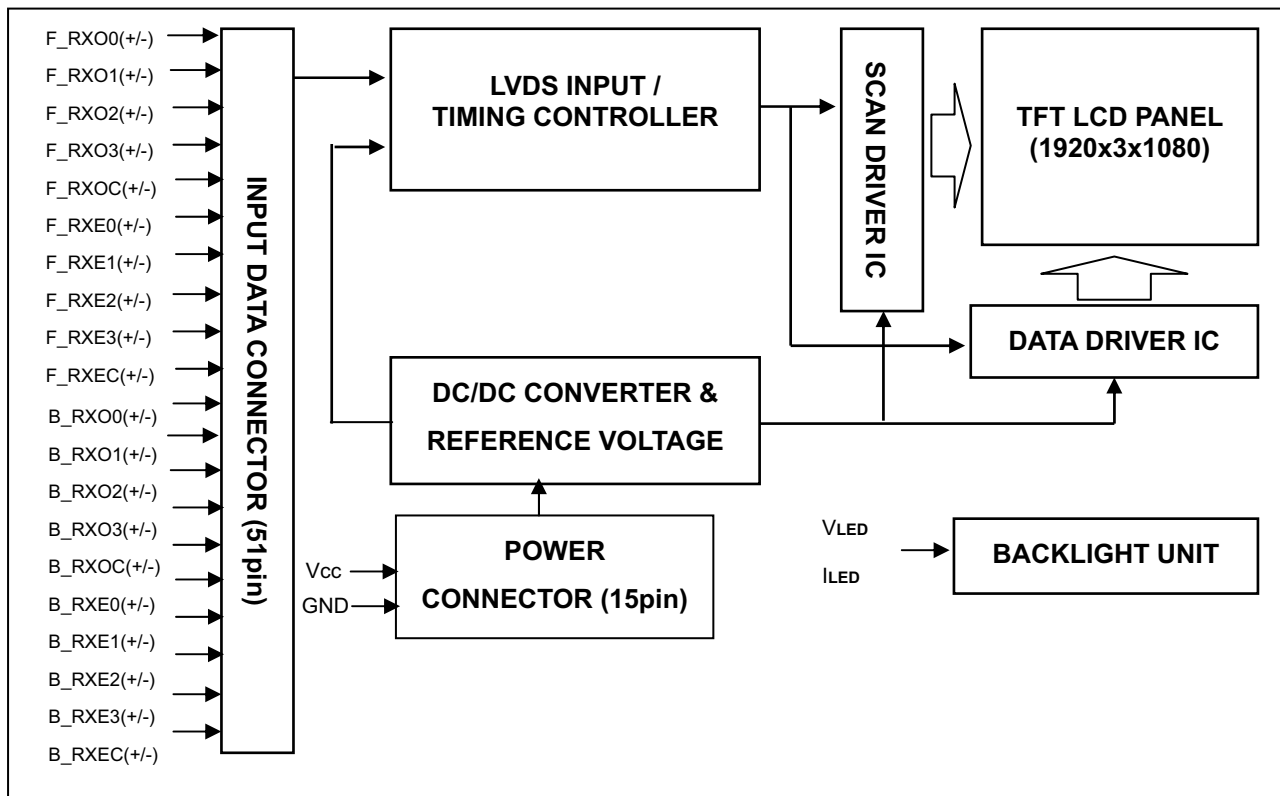 F_RXO0(+/-)
F_RXO1(+/-)
F_RXO2(+/-)
F_RXO3(+/-)
F_RXOC(+/-)
F_RXE0(+/-)
F_RXE1(+/-)
F_RXE2(+/-)
F_RXE3(+/-)
F_RXEC(+/-)
B_RXO0(+/-)
B_RXO1(+/-)
B_RXO2(+/-)
B_RXO3(+/-)
B_RXOC(+/-)
B_RXE0(+/-)
B_RXE1(+/-)
B_RXE2(+/-)
B_RXE3(+/-)
B_RXEC(+/-)
INPUT DATA CONNECTOR (51pin)
LVDS INPUT /
TIMING CONTROLLER
SCAN DRIVER IC
TFT LCD PANEL
(1920x3x1080)
DATA DRIVER IC
DC/DC CONVERTER &
REFERENCE VOLTAGE
Vcc
GND
POWER
CONNECTOR (15pin)
VLED
ILED
BACKLIGHT UNIT